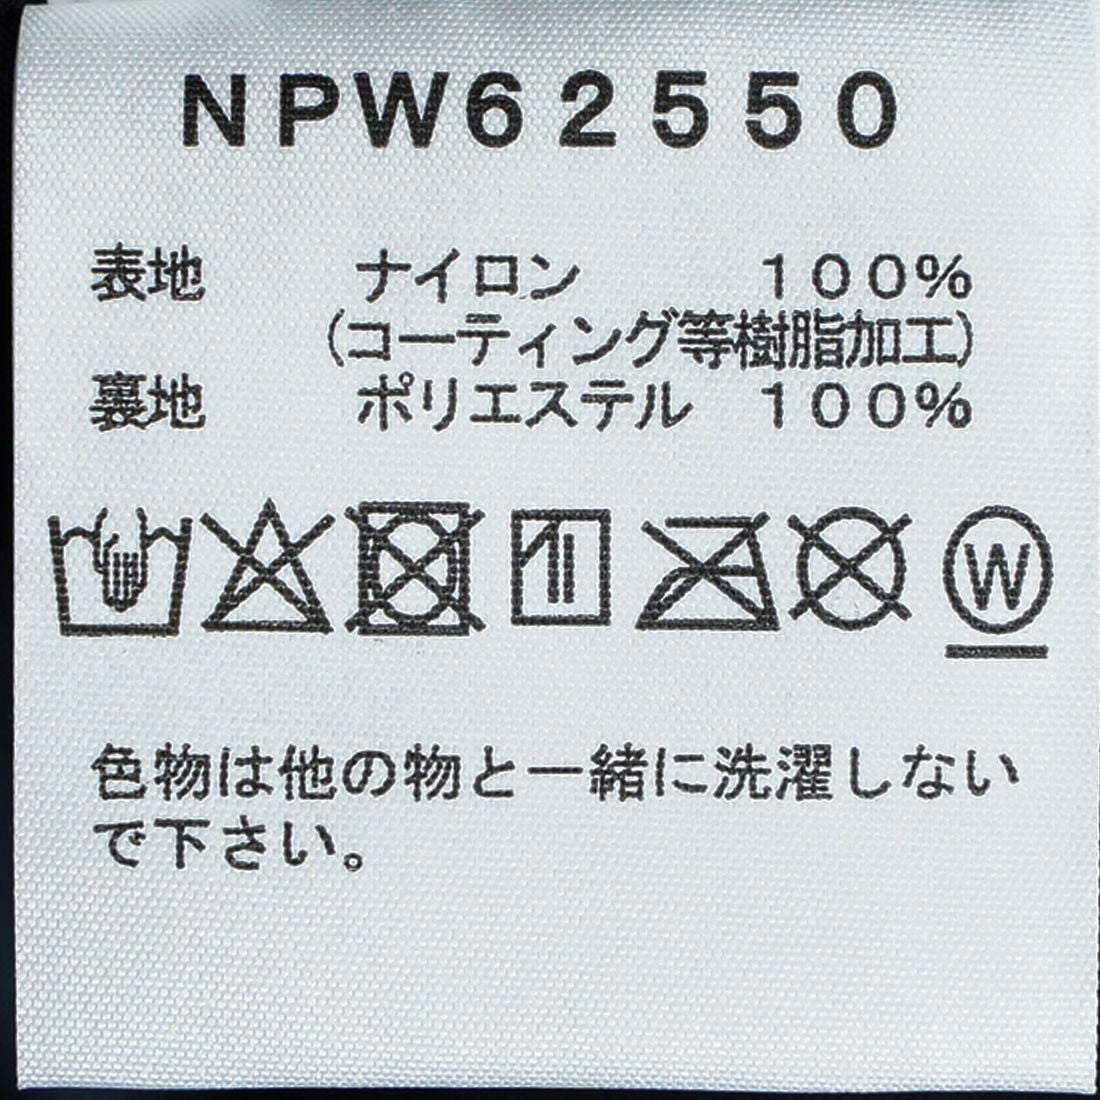 NPW62550
表地 ナイロン 100%
(コーティング等樹脂加工)
裏地 ポリエステル 100%
W
色物は他の物と一緒に洗濯しない
で下さい。